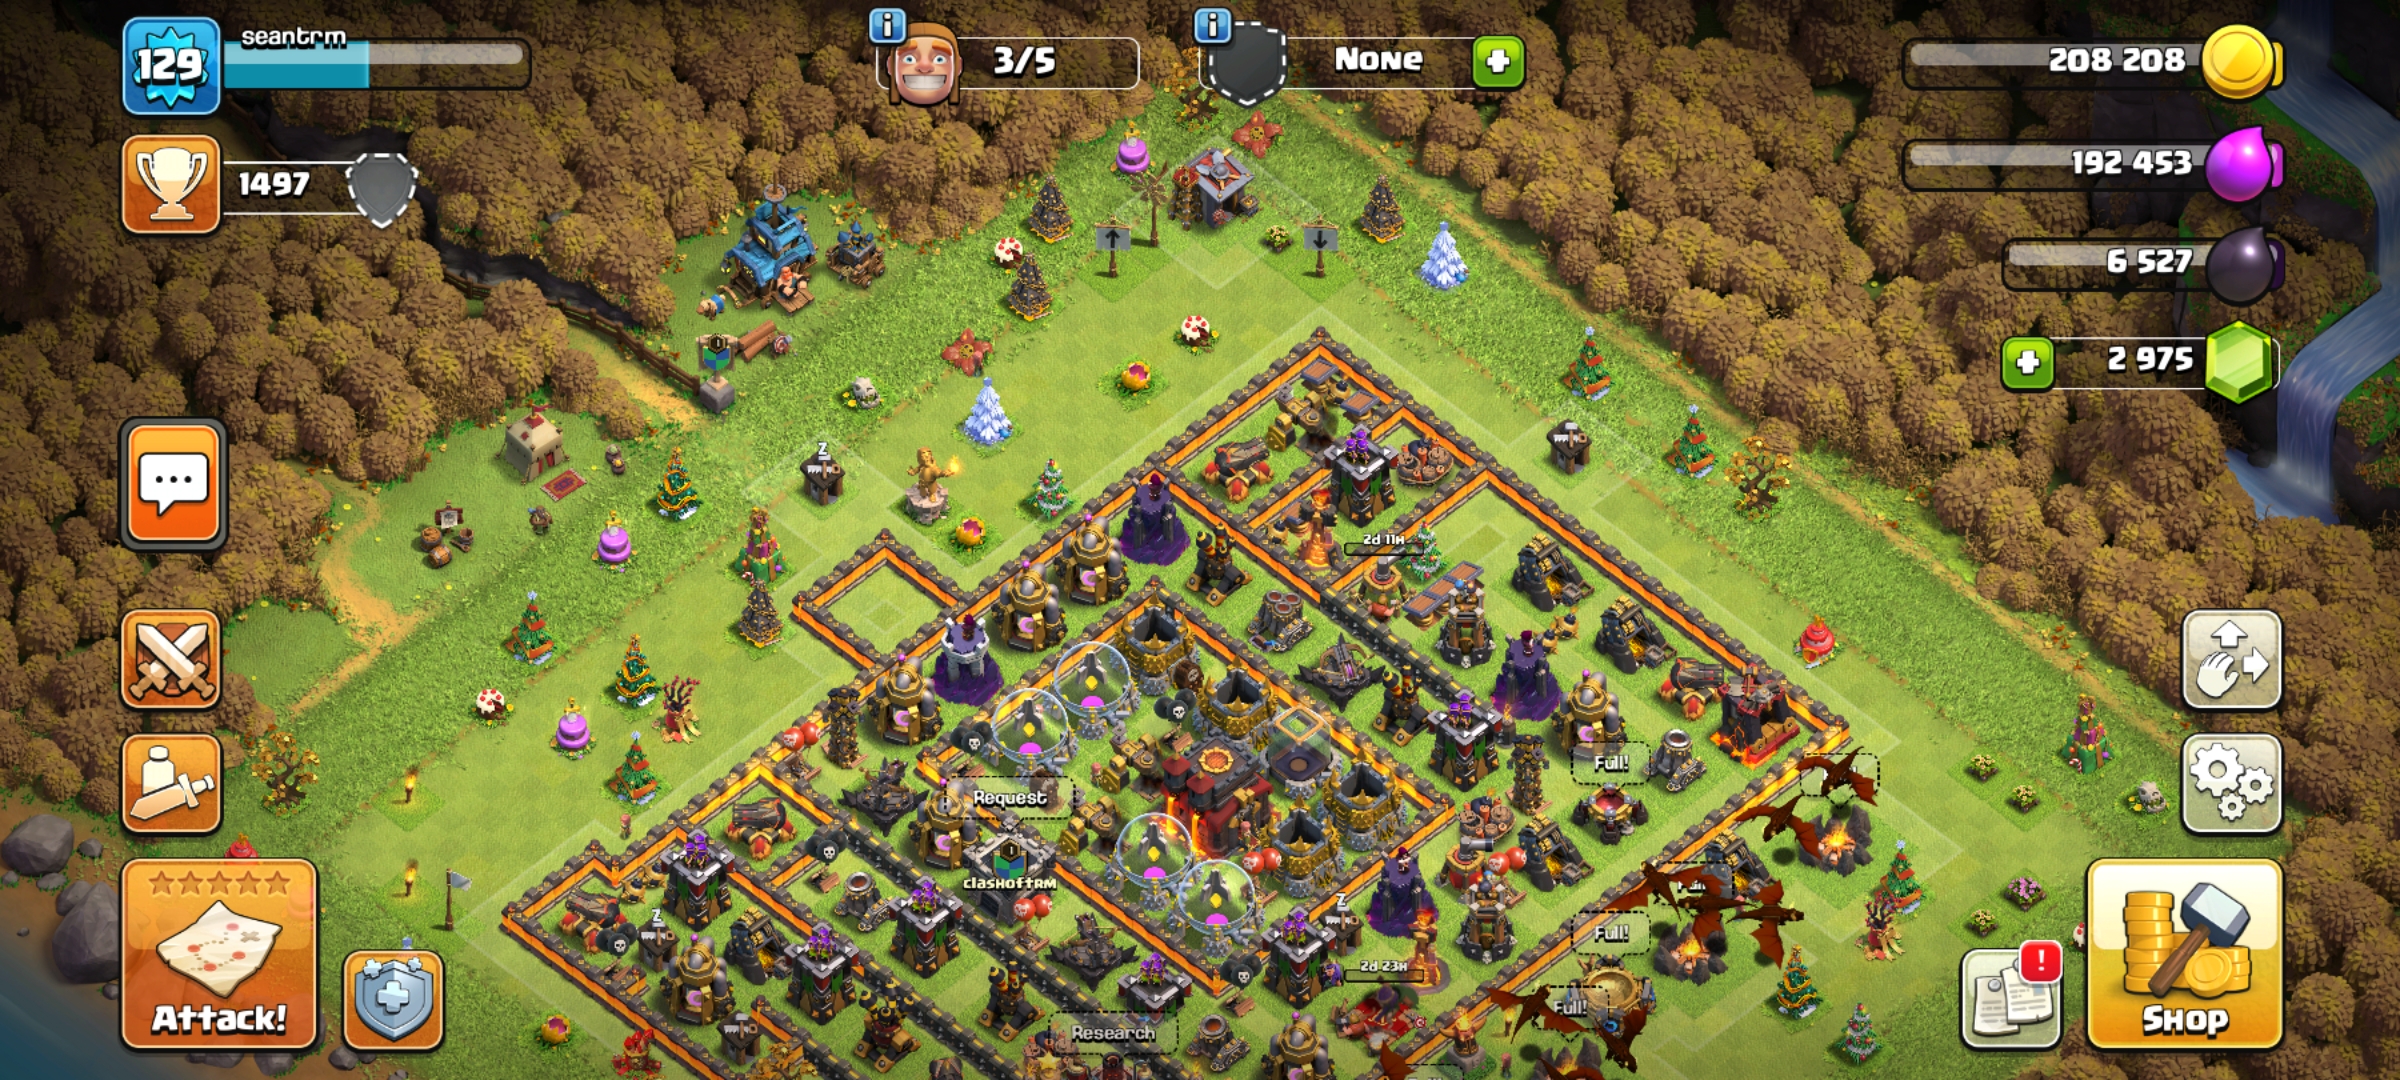 129
seantrm
3/5
None
208 208
1497
192 453
6 527
2 975
z
2d 11H
Full!
Request
clashoftRM
Full!
z
z
Full!
2d 23H
Full!
Attack!
Research
!
Shop